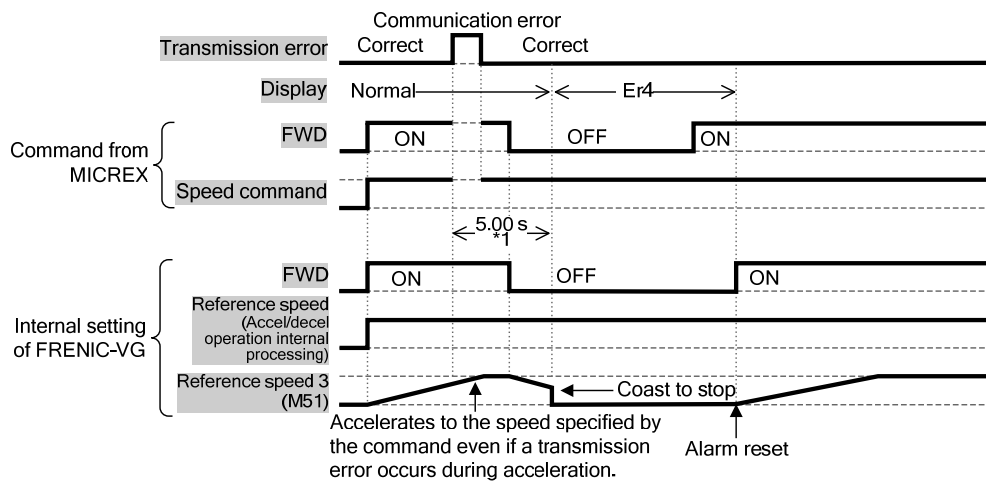 Communication error
Transmission error
Correct
Correct
Display
Normal
Er4
Command from
MICREX
FWD
ON
OFF
ON
Speed command
5.00 s
*1
Internal setting
of FRENIC-VG
FWD
ON
OFF
ON
Reference speed
(Accel/decel
operation internal
processing)
Reference speed 3
(M51)
Coast to stop
Accelerates to the speed specified by
the command even if a transmission
error occurs during acceleration.
Alarm reset